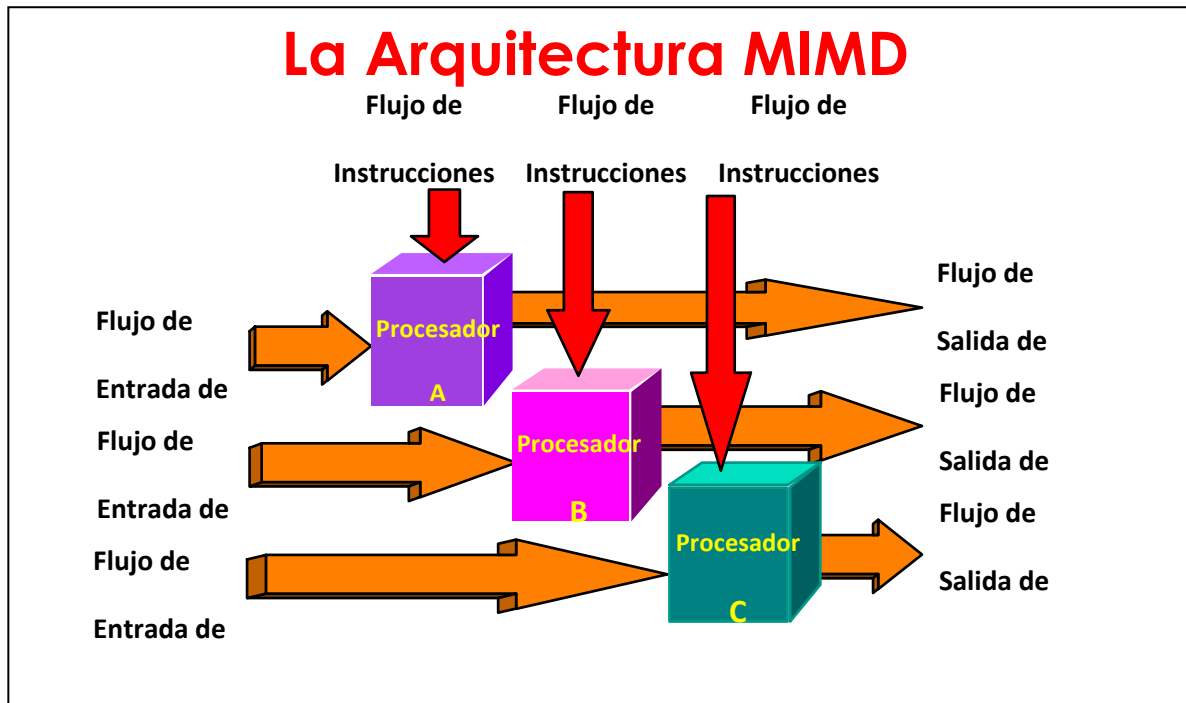 La Arquitectura MIMD
Flujo de
Instrucciones
Flujo de
Instrucciones
Flujo de
Instrucciones
Flujo de
Entrada de
Flujo de
Entrada de
Flujo de
Entrada de
Procesador
A
Procesador
B
Procesador
C
Flujo de
Salida de
Flujo de
Salida de
Flujo de
Salida de